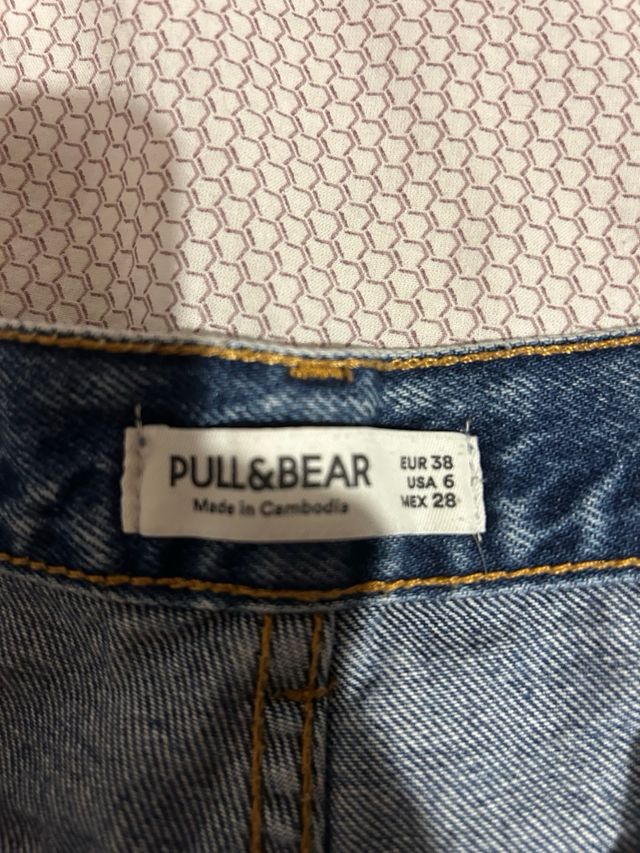 PULL&BEAR
Made in Cambodia
EUR 38
USA 6
MEX 28